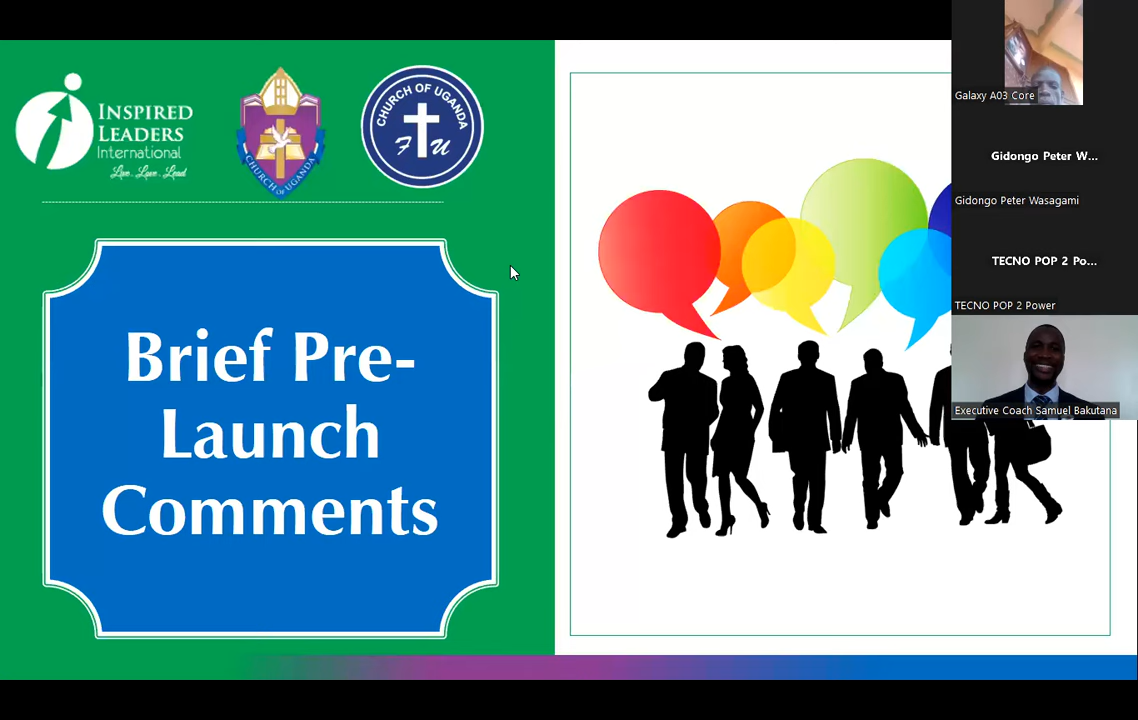 INSPIRED
LEADERS
International
Live . Love . Lead
CHURCH OF UGANDA
CHURCH OF UGANDA
F U
Brief Pre-
Launch
Comments
Galaxy A03 Core
Gidongo Peter W...
Gidongo Peter Wasagami
TECNO POP 2 Po...
TECNO POP 2 Power
Executive Coach Samuel Bakutana